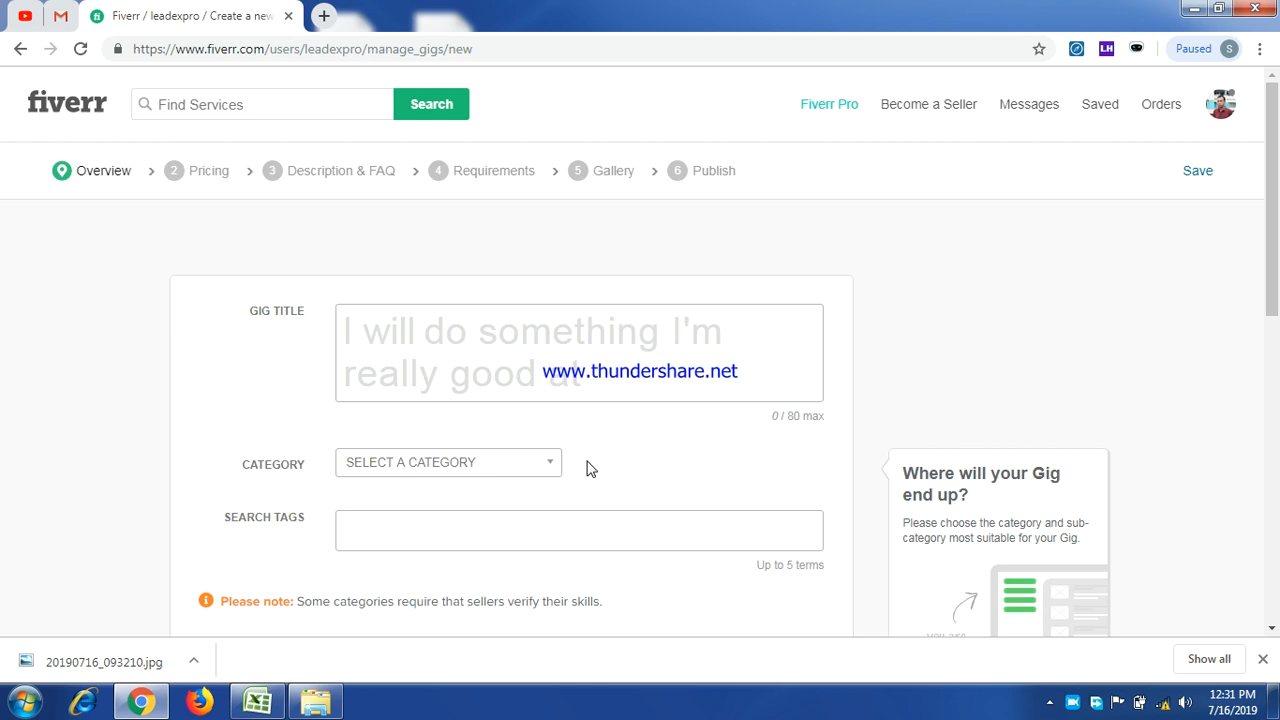 Fiverr / leadexpro / Create a new
https://www.fiverr.com/users/leadexpro/manage_gigs/new
LH
Paused S
fiverr
Find Services
Search
Fiverr Pro
Become a Seller
Messages
Saved
Orders
Overview
2 Pricing
3 Description & FAQ
4 Requirements
5 Gallery
6 Publish
Save
GIG TITLE
I will do something I'm
really good at
www.thundershare.net
0 / 80 max
CATEGORY
SELECT A CATEGORY
SEARCH TAGS
Up to 5 terms
Please note: Some categories require that sellers verify their skills.
Where will your Gig
end up?
Please choose the category and sub-
category most suitable for your Gig.
20190716_093210.jpg
Show all
12:31 PM
7/16/2019